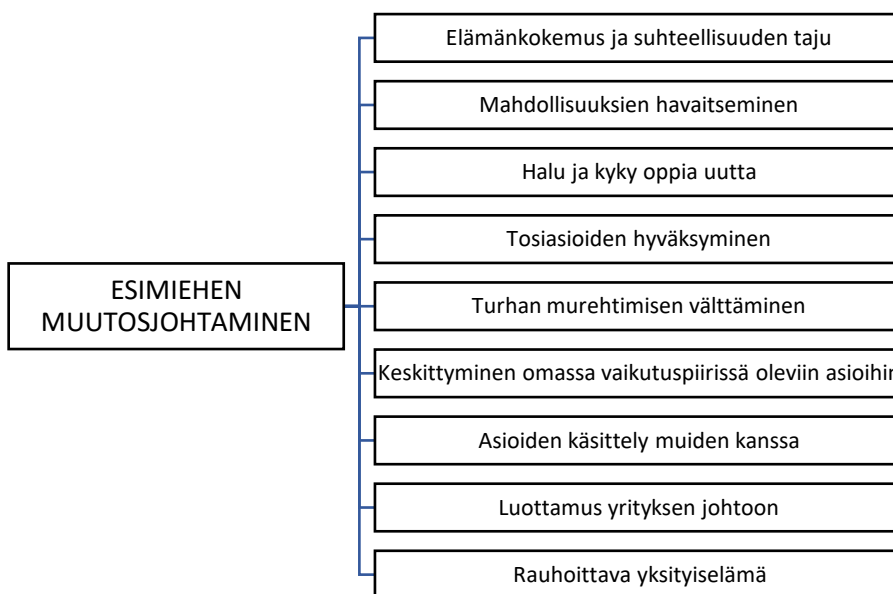 Elämänkokemus ja suhteellisuuden taju
Mahdollisuuksien havaitseminen
Halu ja kyky oppia uutta
Tosiasioiden hyväksyminen
ESIMIEHEN
MUUTOSJOHTAMINEN
Turhan murehtimisen välttäminen
Keskittyminen omassa vaikutuspiirissä oleviin asioihin
Asioiden käsittely muiden kanssa
Luottamus yrityksen johtoon
Rauhoittava yksityiselämä